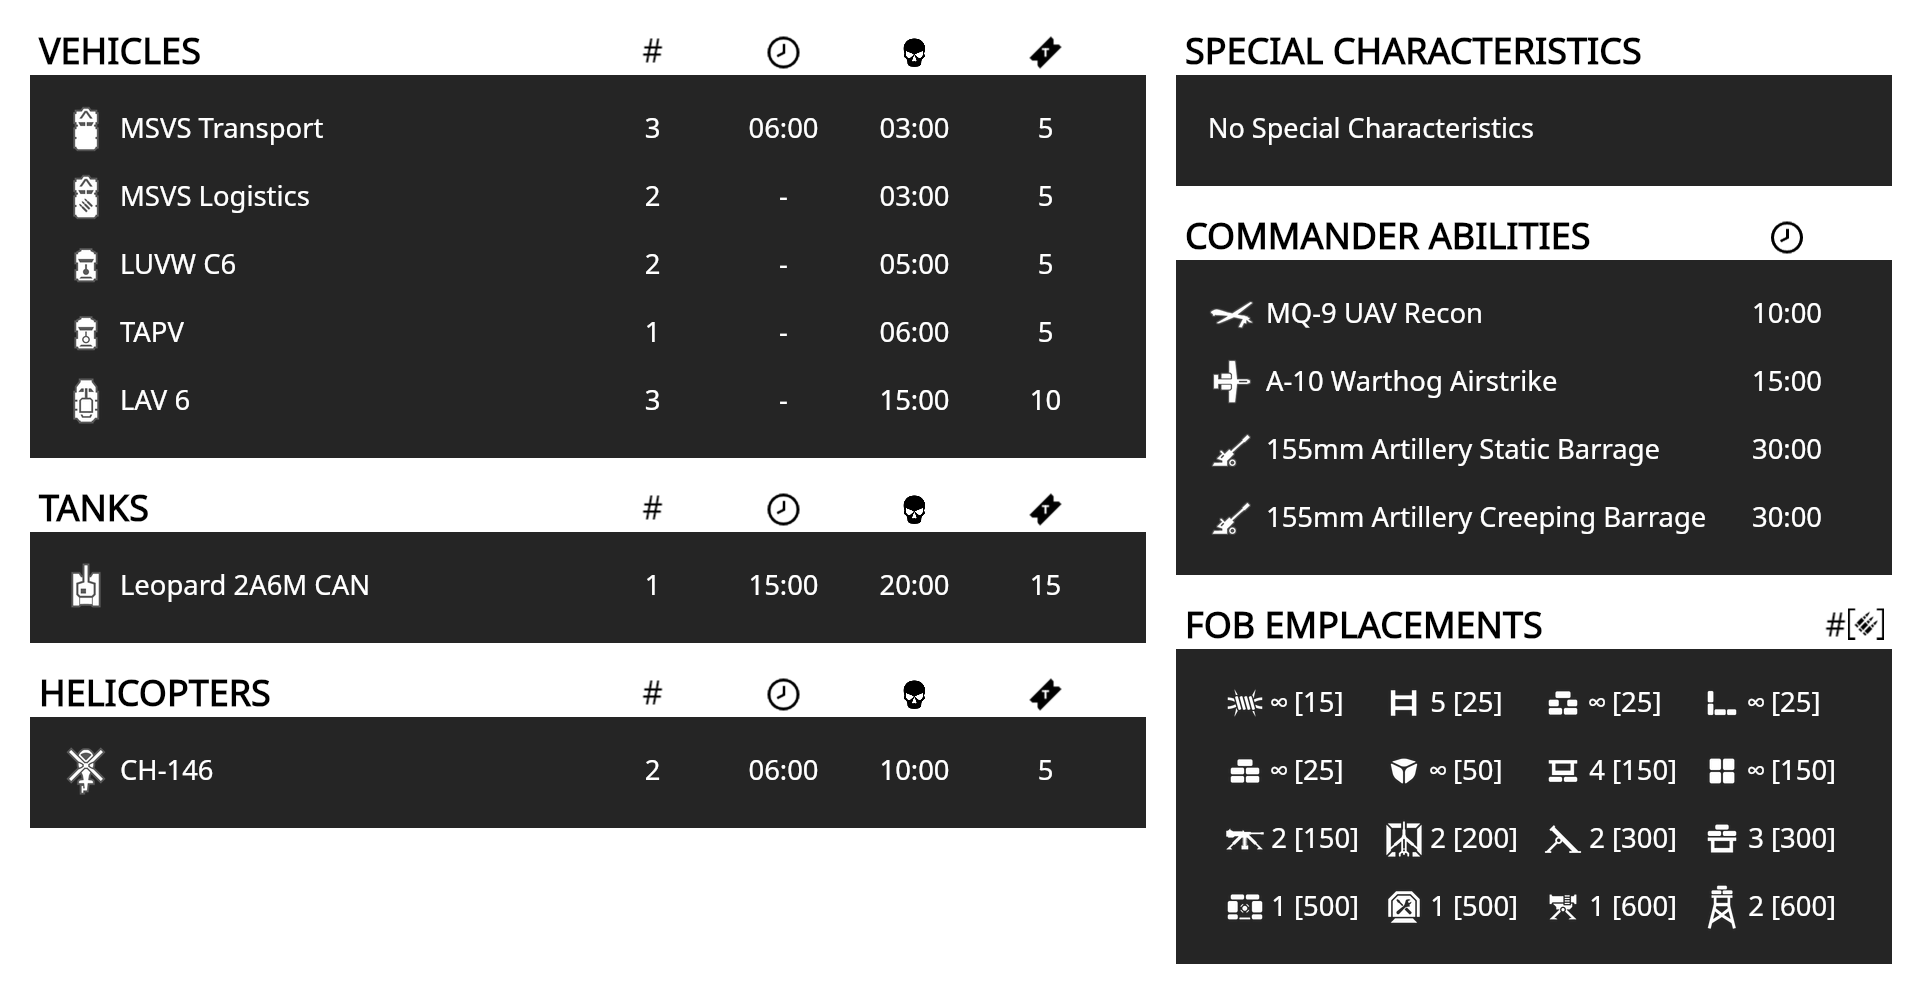 VEHICLES #
MSVS Transport 3 06:00 03:00 5
MSVS Logistics 2 - 03:00 5
LUVW C6 2 - 05:00 5
TAPV 1 - 06:00 5
LAV 6 3 - 15:00 10
TANKS #
Leopard 2A6M CAN 1 15:00 20:00 15
HELICOPTERS #
CH-146 2 06:00 10:00 5
SPECIAL CHARACTERISTICS
No Special Characteristics
COMMANDER ABILITIES
MQ-9 UAV Recon 10:00
A-10 Warthog Airstrike 15:00
155mm Artillery Static Barrage 30:00
155mm Artillery Creeping Barrage 30:00
FOB EMPLACEMENTS #[]
∞ [15] 5 [25] ∞ [25] ∞ [25]
∞ [25] ∞ [50] 4 [150] ∞ [150]
2 [150] 2 [200] 2 [300] 3 [300]
1 [500] 1 [500] 1 [600] 2 [600]